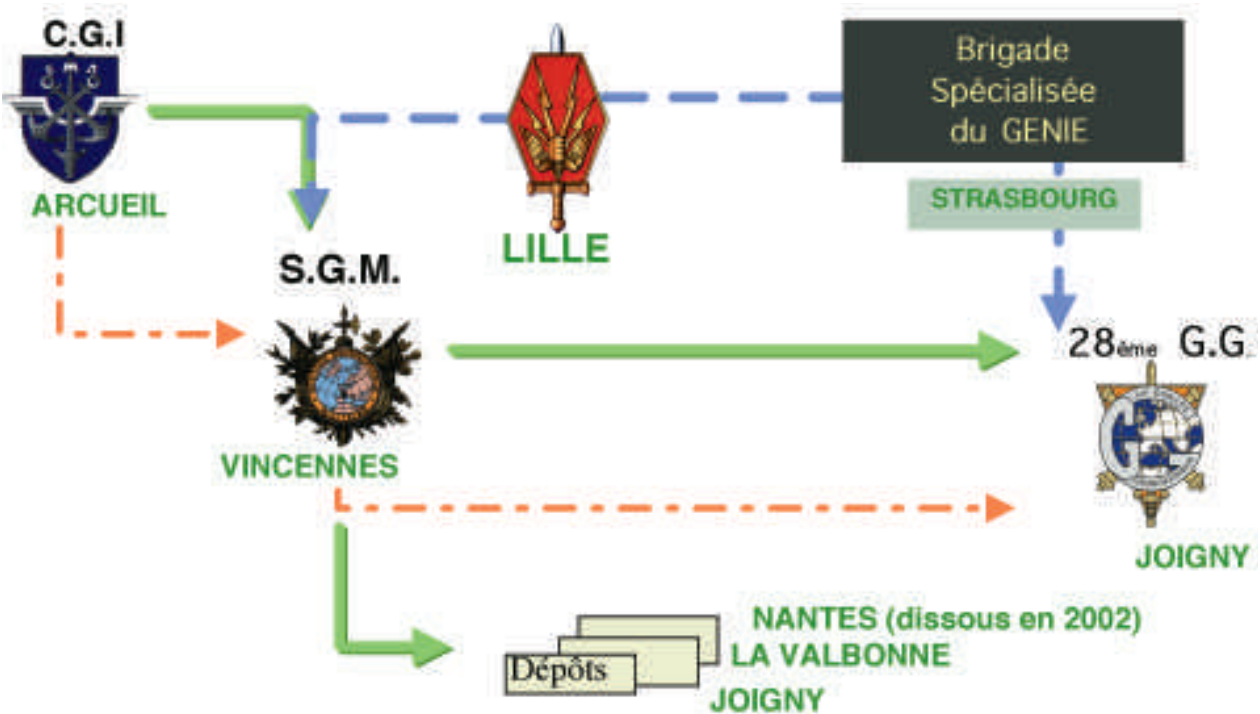 C.G.I
ARCUEIL
LILLE
Brigade
Spécialisée
du GENIE
STRASBOURG
S.G.M.
VINCENNES
28ème G.G.
JOIGNY
NANTES (dissous en 2002)
LA VALBONNE
Dépôts
JOIGNY